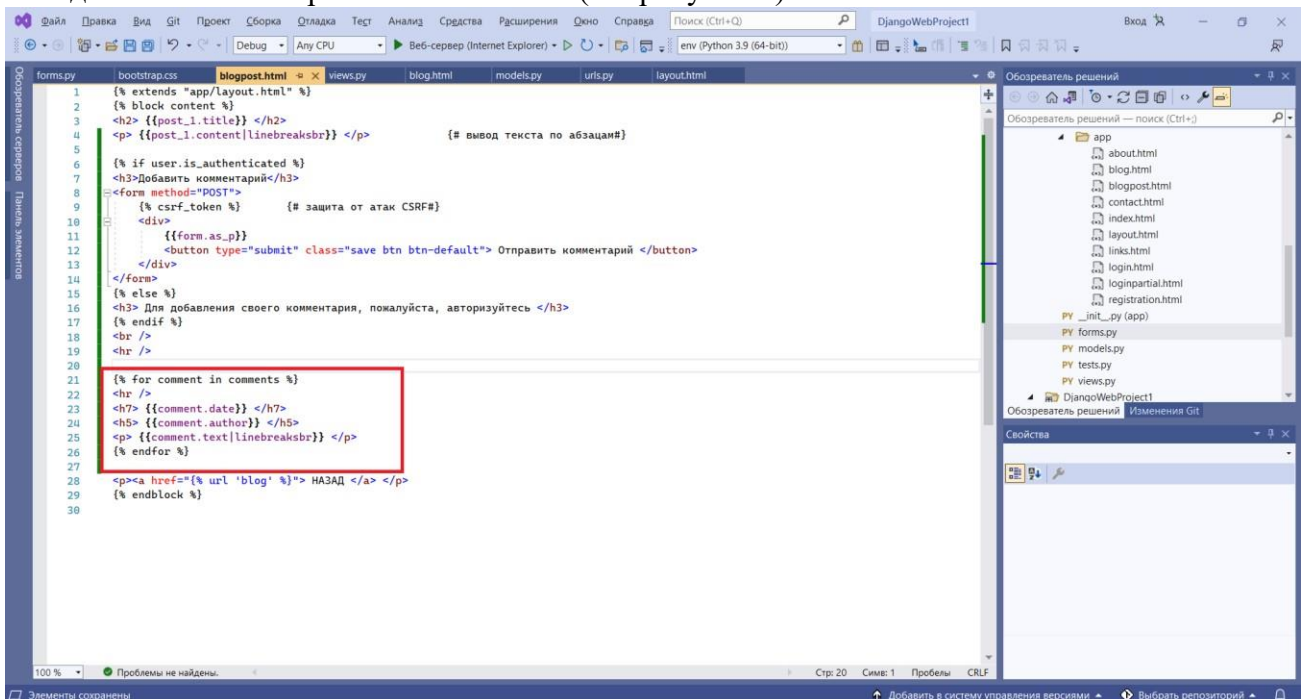 Файл Правка Вид Git Проект Сборка Отладка Тест Анализ Средства Расширения Окно Справка Поиск (Ctrl+Q) DjangoWebProject1 Вход
Debug Any CPU Веб-сервер (Internet Explorer) env (Python 3.9 (64-bit))
Обозреватель серверов
Панель элементов
forms.py bootstrap.css blogpost.html views.py blog.html models.py urls.py layout.html
1 {% extends "app/layout.html" %}
2 {% block content %}
3 <h2> {{post_1.title}} </h2>
4 <p> {{post_1.content|linebreaksbr}} </p> {# вывод текста по абзацам#}
5
6 {% if user.is_authenticated %}
7 <h3>Добавить комментарий</h3>
8 <form method="POST">
9 {% csrf_token %} {# защита от атак CSRF#}
10 <div>
11 {{form.as_p}}
12 <button type="submit" class="save btn btn-default"> Отправить комментарий </button>
13 </div>
14 </form>
15 {% else %}
16 <h3> Для добавления своего комментария, пожалуйста, авторизуйтесь </h3>
17 {% endif %}
18 <br />
19 <hr />
20
21 {% for comment in comments %}
22 <hr />
23 <h7> {{comment.date}} </h7>
24 <h5> {{comment.author}} </h5>
25 <p> {{comment.text|linebreaksbr}} </p>
26 {% endfor %}
27
28 <p><a href="{% url 'blog' %}"> НАЗАД </a> </p>
29 {% endblock %}
30
100 % Проблемы не найдены. Стр: 20 Симв: 1 Пробелы CRLF
Обозреватель решений
Обозреватель решений — поиск (Ctrl+;)
app
about.html
blog.html
blogpost.html
contact.html
index.html
layout.html
links.html
login.html
loginpartial.html
registration.html
PY __init__.py (app)
PY forms.py
PY models.py
PY tests.py
PY views.py
DjangoWebProject1
Обозреватель решений Изменения Git
Свойства
Элементы сохранены Добавить в систему управления версиями Выбрать репозиторий